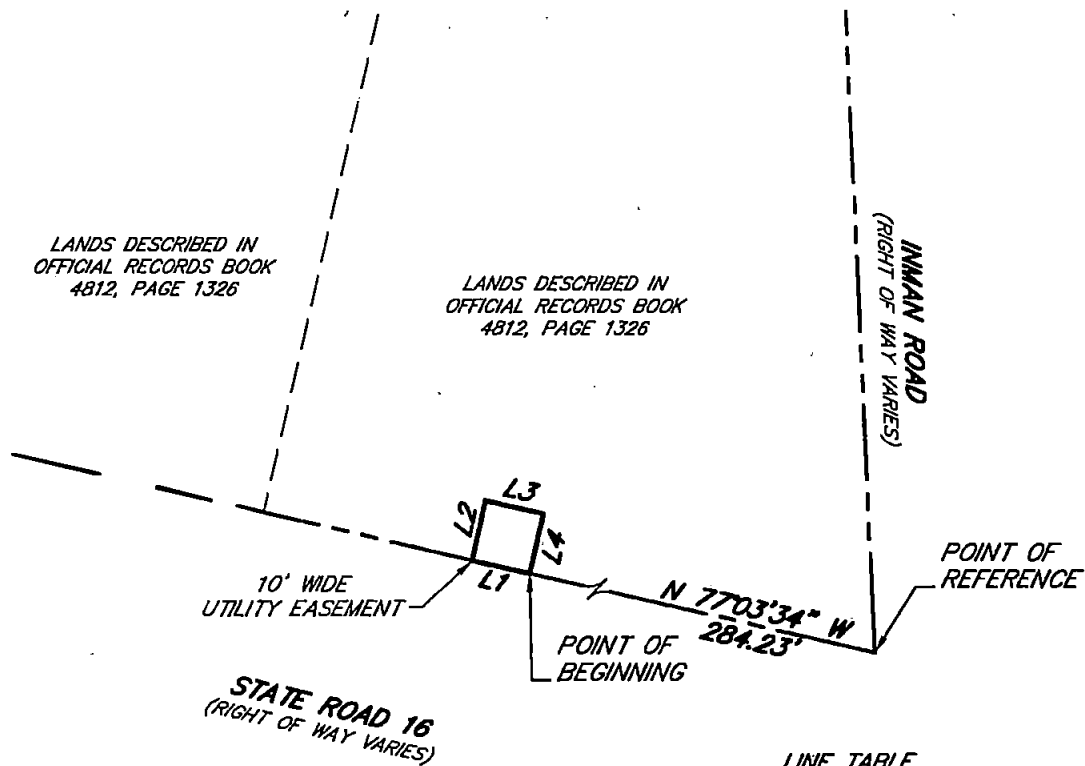 LANDS DESCRIBED IN
OFFICIAL RECORDS BOOK
4812, PAGE 1326
LANDS DESCRIBED IN
OFFICIAL RECORDS BOOK
4812, PAGE 1326
INMAN ROAD
(RIGHT OF WAY VARIES)
L3
L2
L4
L1
10' WIDE
UTILITY EASEMENT
POINT OF
BEGINNING
N 77°03'34" W
284.23'
POINT OF
REFERENCE
STATE ROAD 16
(RIGHT OF WAY VARIES)
LINE TABLE